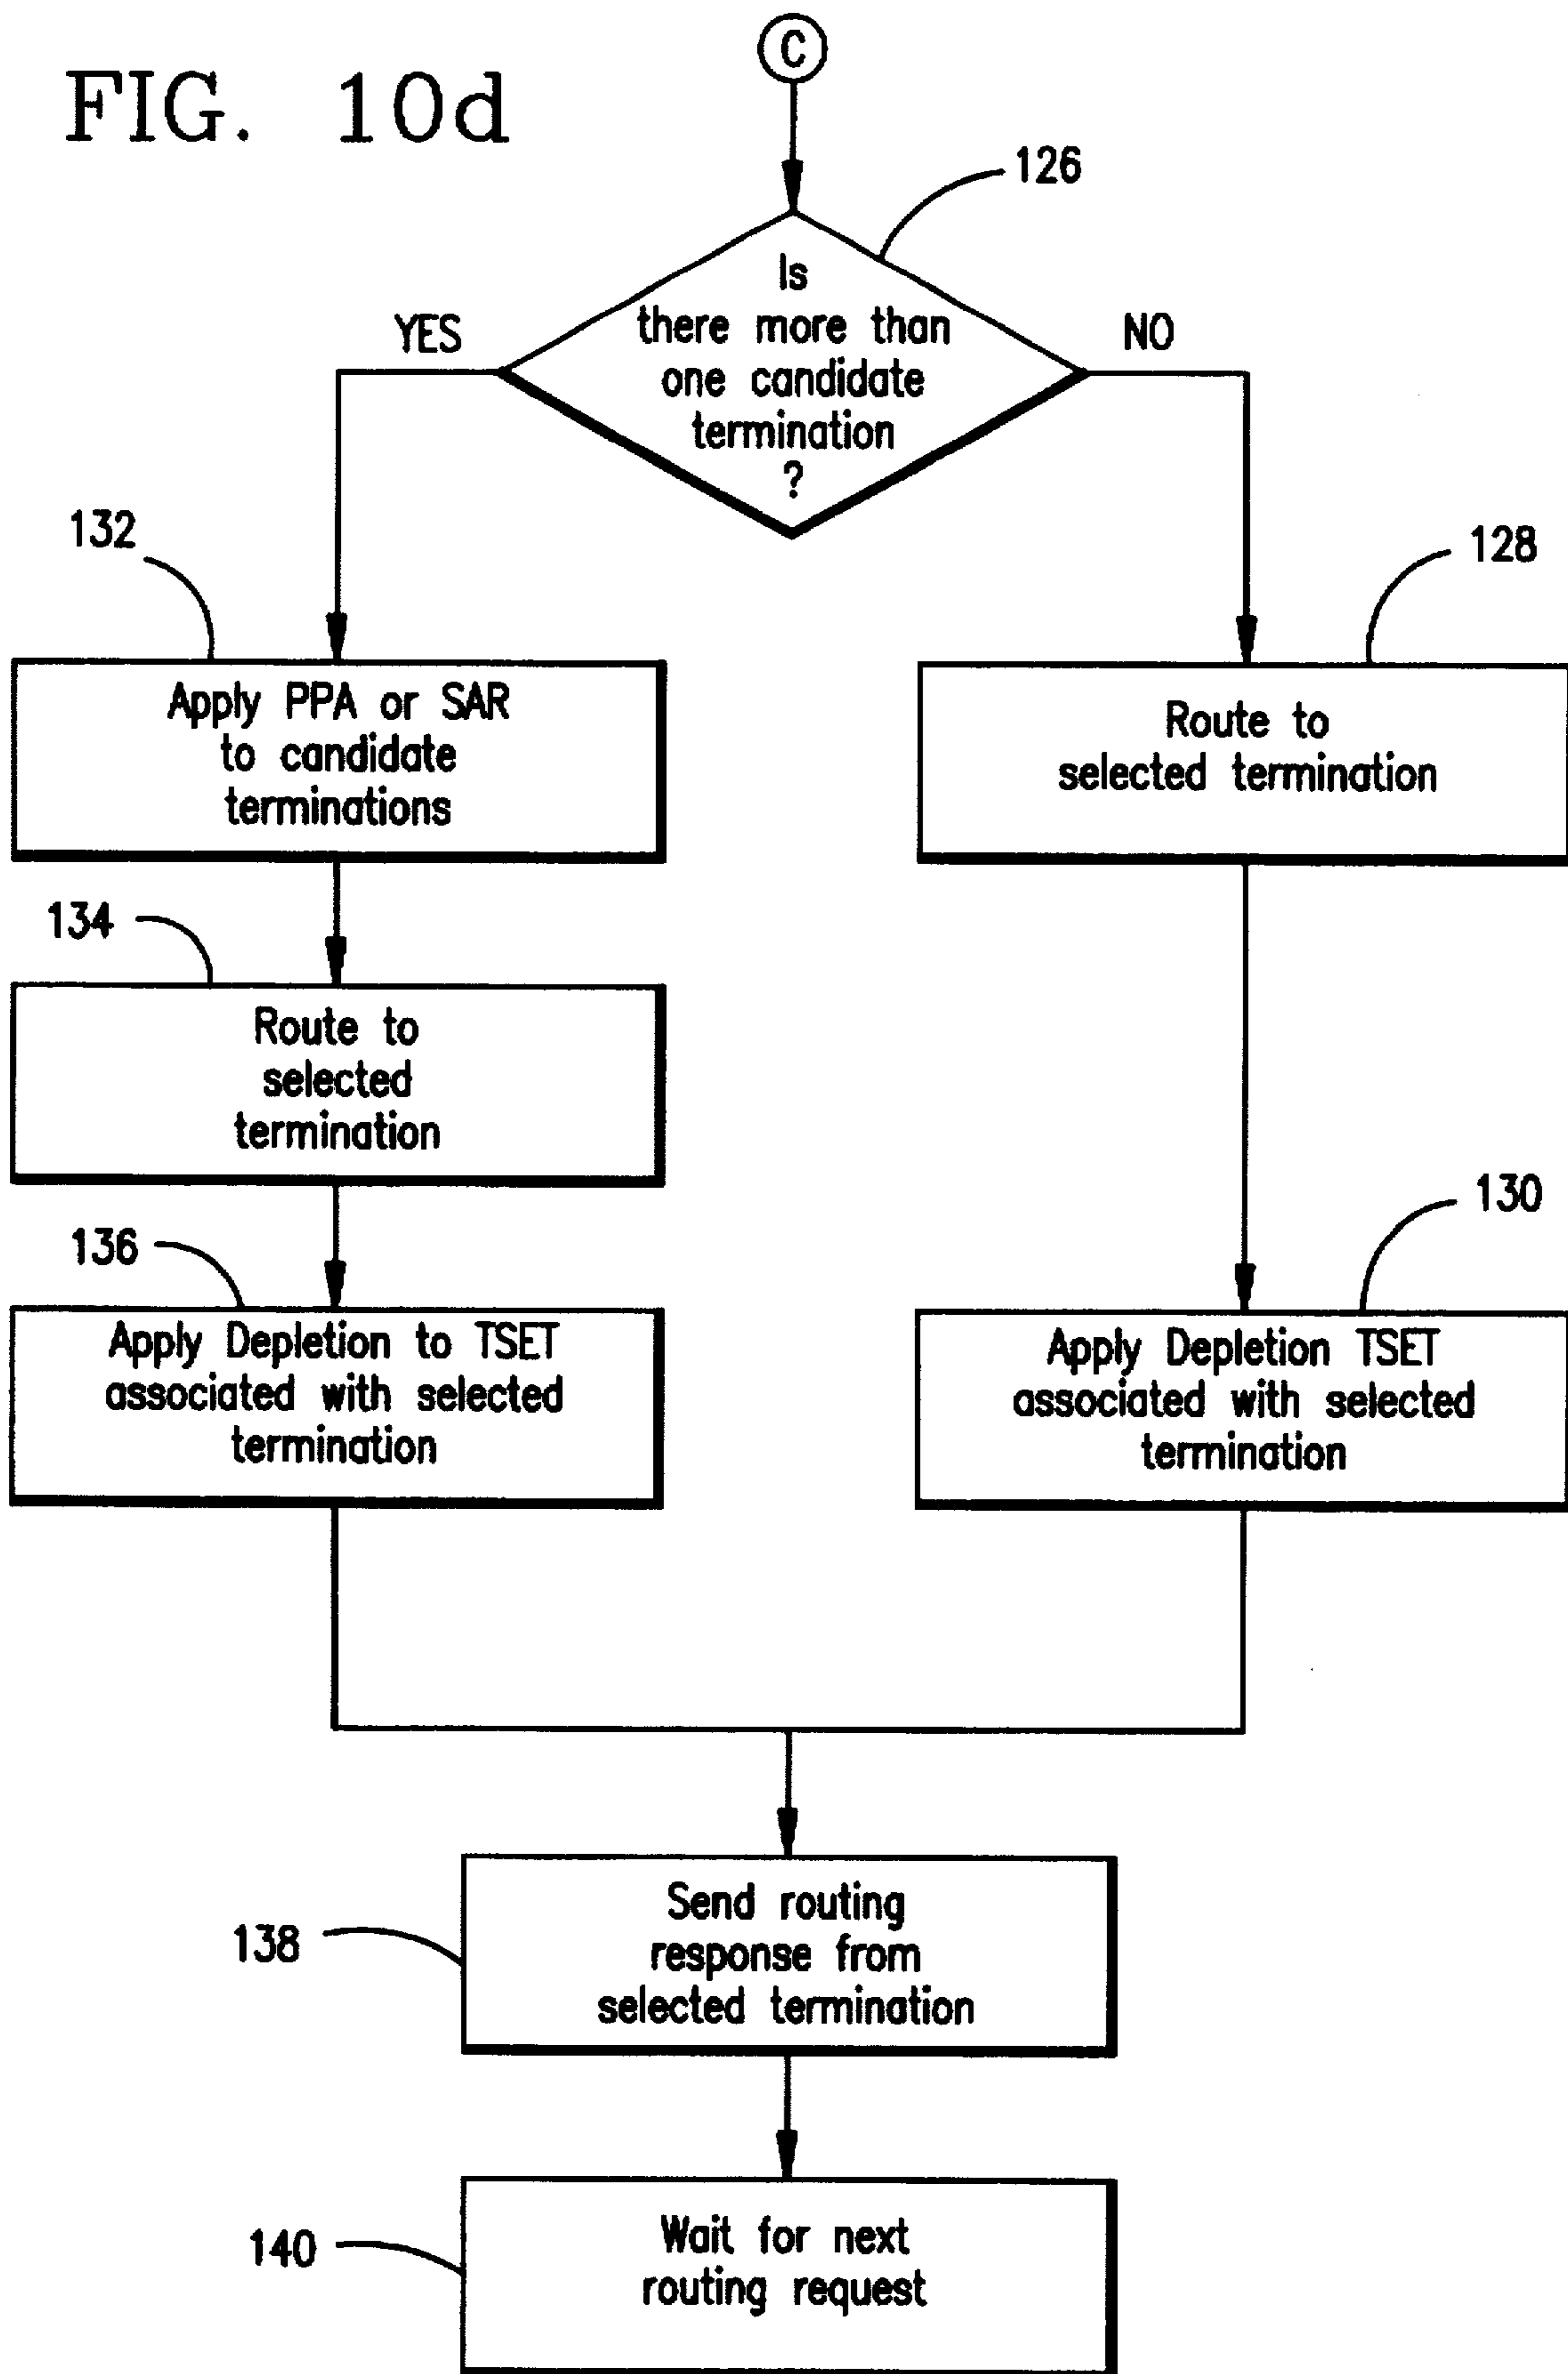 FIG. 10d
C
126
Is
there more than
one candidate
termination
?
YES
NO
132
128
Apply PPA or SAR
to candidate
terminations
Route to
selected termination
134
Route to
selected
termination
136
130
Apply Depletion to TSET
associated with selected
termination
Apply Depletion TSET
associated with selected
termination
138
Send routing
response from
selected termination
140
Wait for next
routing request